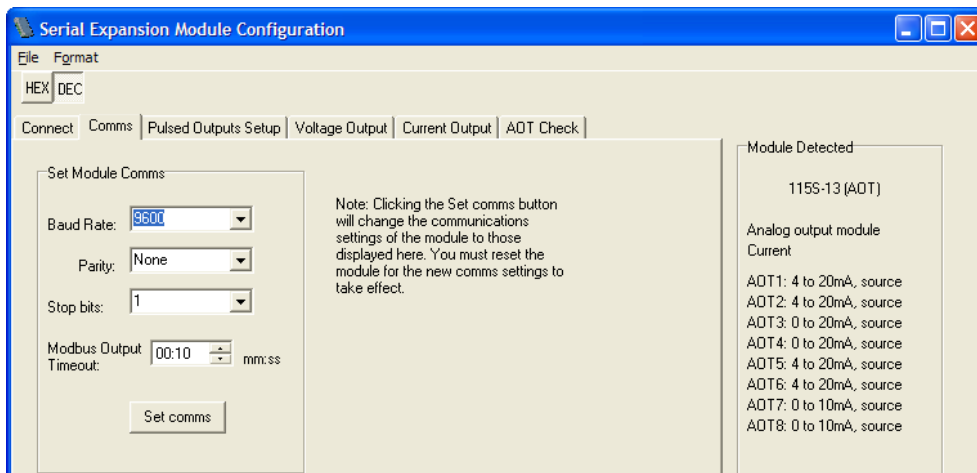 Serial Expansion Module Configuration
File Format
HEX DEC
Connect Comms Pulsed Outputs Setup Voltage Output Current Output AOT Check
Set Module Comms
Baud Rate: 9600
Parity: None
Stop bits: 1
Modbus Output
Timeout: 00:10 mm:ss
Set comms
Note: Clicking the Set comms button
will change the communications
settings of the module to those
displayed here. You must reset the
module for the new comms settings to
take effect.
Module Detected
115S-13 (AOT)
Analog output module
Current
AOT1: 4 to 20mA, source
AOT2: 4 to 20mA, source
AOT3: 0 to 20mA, source
AOT4: 0 to 20mA, source
AOT5: 4 to 20mA, source
AOT6: 4 to 20mA, source
AOT7: 0 to 10mA, source
AOT8: 0 to 10mA, source